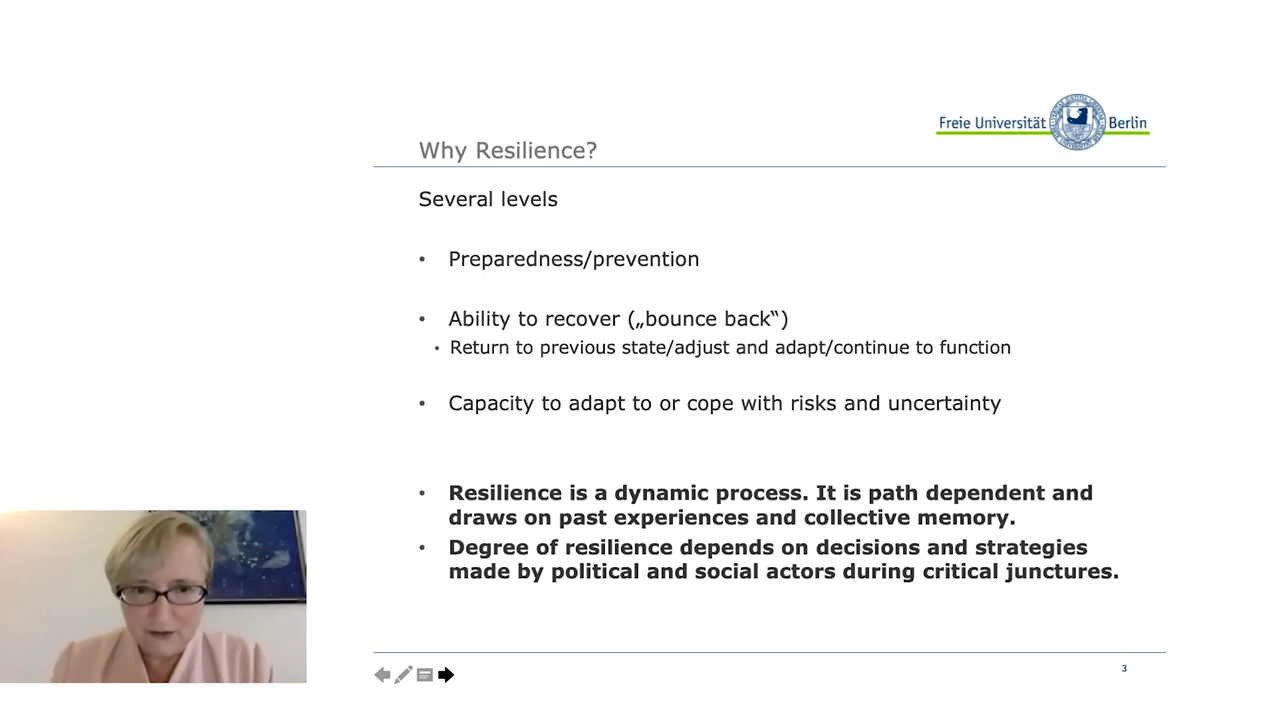 Freie Universität Berlin
Why Resilience?
Several levels
• Preparedness/prevention
• Ability to recover („bounce back‟)
• Return to previous state/adjust and adapt/continue to function
• Capacity to adapt to or cope with risks and uncertainty
• Resilience is a dynamic process. It is path dependent and
draws on past experiences and collective memory.
• Degree of resilience depends on decisions and strategies
made by political and social actors during critical junctures.
3